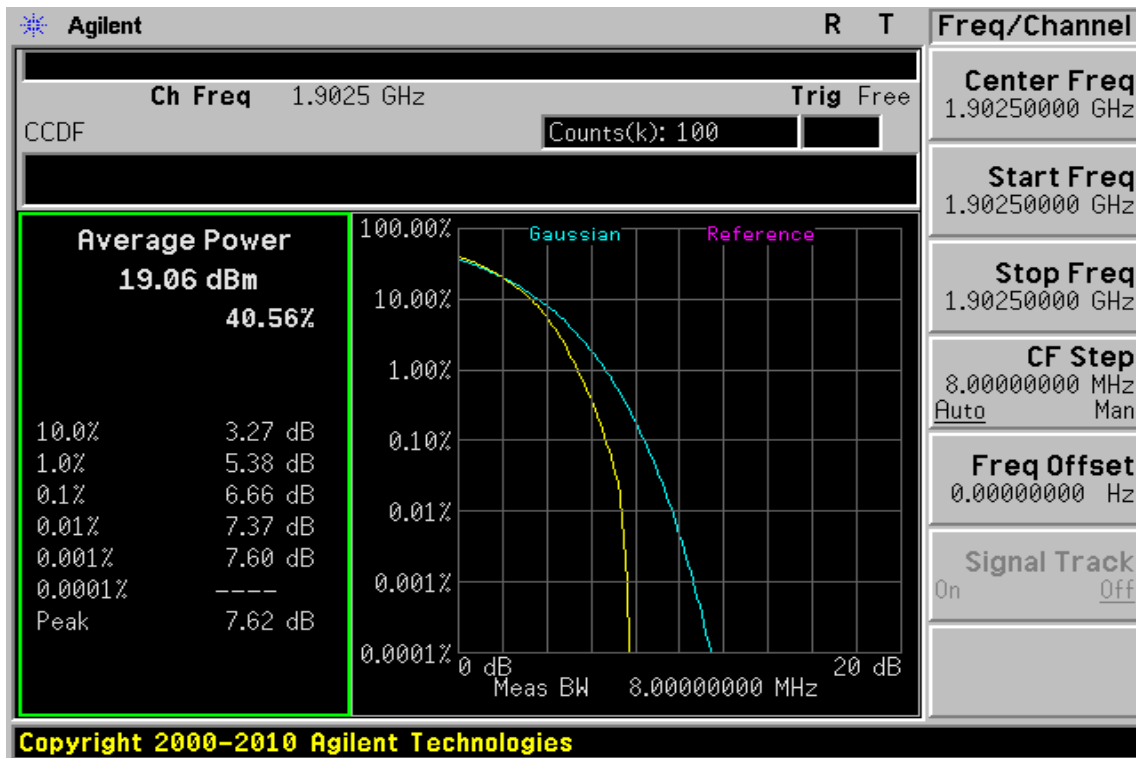 Agilent R T Freq/Channel
Ch Freq 1.9025 GHz Trig Free
CCDF Counts(k): 100
Average Power
19.06 dBm
40.56%
10.0% 3.27 dB
1.0% 5.38 dB
0.1% 6.66 dB
0.01% 7.37 dB
0.001% 7.60 dB
0.0001% ----
Peak 7.62 dB
Gaussian Reference
100.00%
10.00%
1.00%
0.10%
0.01%
0.001%
0.0001%
0 dB 20 dB
Meas BW 8.00000000 MHz
Center Freq
1.90250000 GHz
Start Freq
1.90250000 GHz
Stop Freq
1.90250000 GHz
CF Step
8.00000000 MHz
Auto Man
Freq Offset
0.00000000 Hz
Signal Track
On Off
Copyright 2000-2010 Agilent Technologies